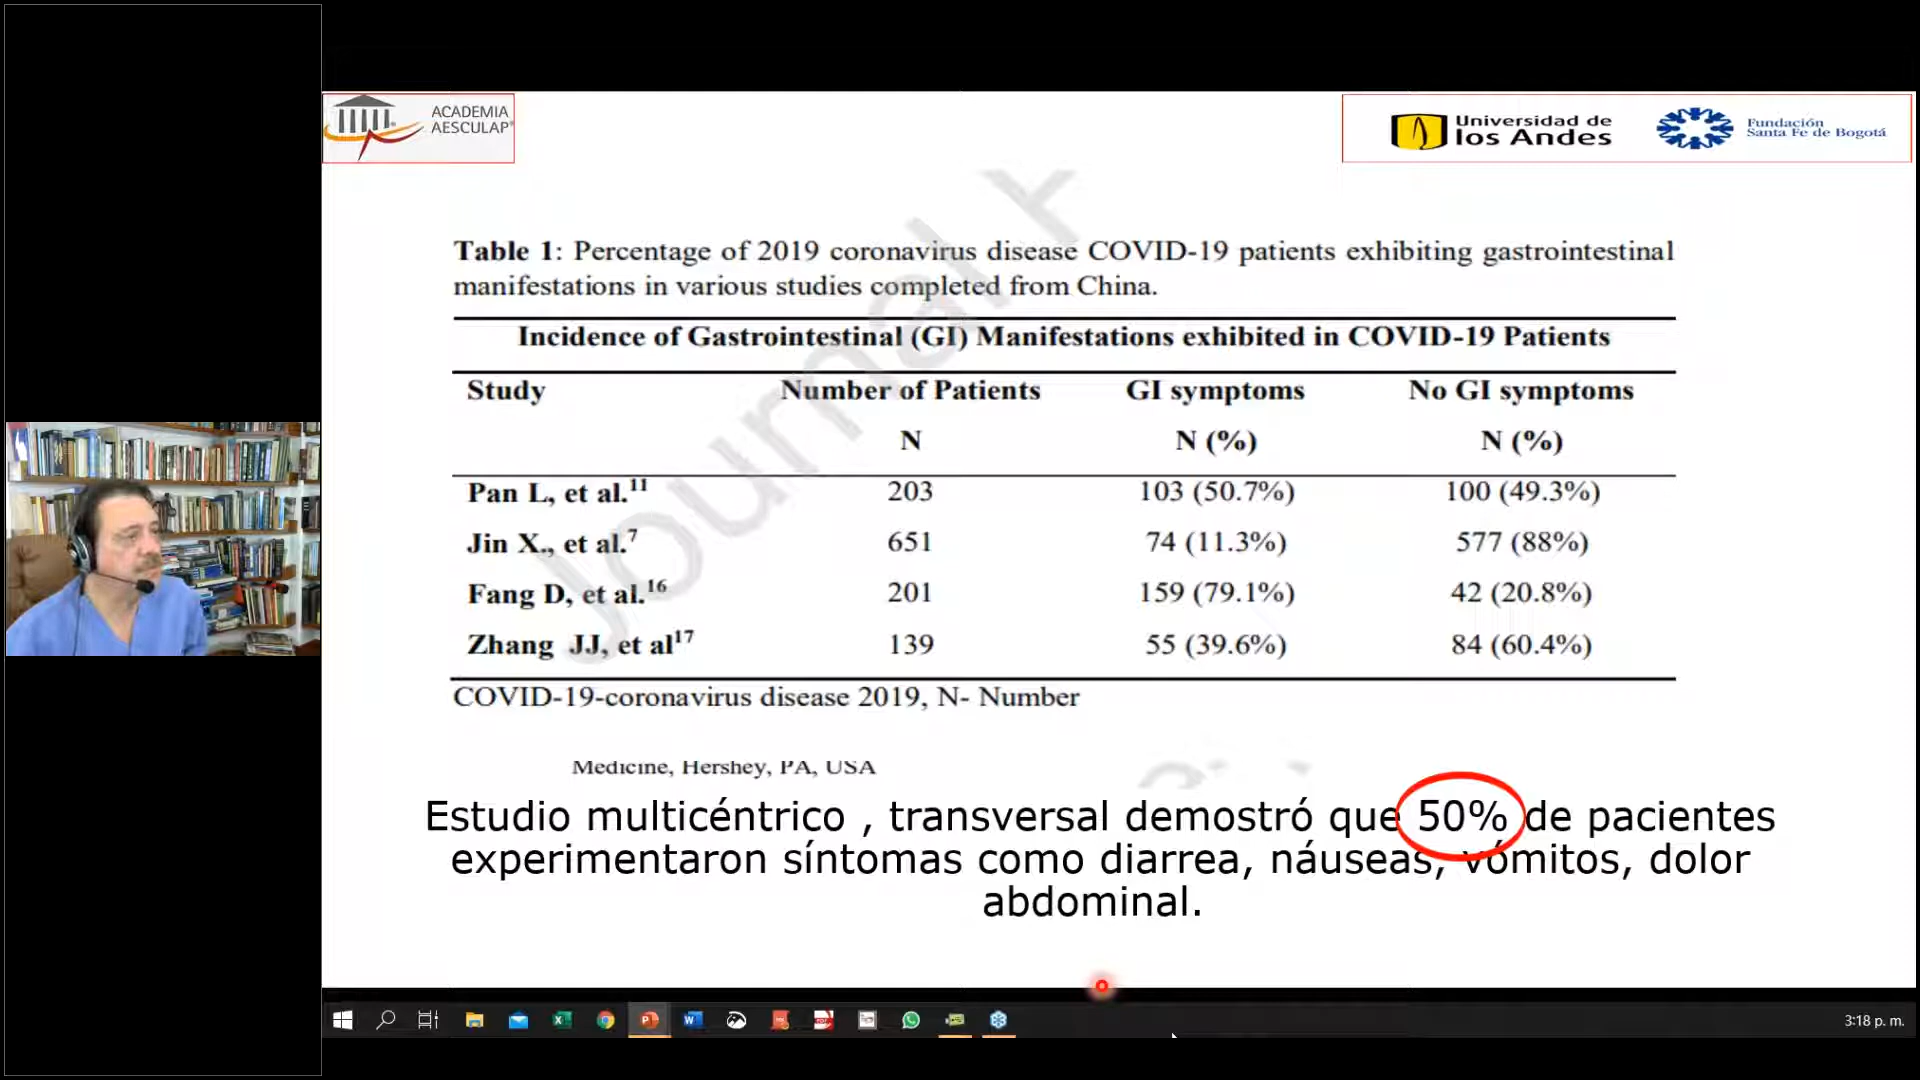 ACADEMIA
AESCULAP
Universidad de
los Andes
Fundación
Santa Fe de Bogotá
Journal
Table 1: Percentage of 2019 coronavirus disease COVID-19 patients exhibiting gastrointestinal
manifestations in various studies completed from China.
Incidence of Gastrointestinal (GI) Manifestations exhibited in COVID-19 Patients
Study Number of Patients GI symptoms No GI symptoms
N N (%) N (%)
Pan L, et al.11 203 103 (50.7%) 100 (49.3%)
Jin X., et al.7 651 74 (11.3%) 577 (88%)
Fang D, et al.16 201 159 (79.1%) 42 (20.8%)
Zhang JJ, et al17 139 55 (39.6%) 84 (60.4%)
COVID-19-coronavirus disease 2019, N- Number
Medicine, Hershey, PA, USA
Estudio multicéntrico , transversal demostró que 50% de pacientes
experimentaron síntomas como diarrea, náuseas, vómitos, dolor
abdominal.
3:18 p. m.